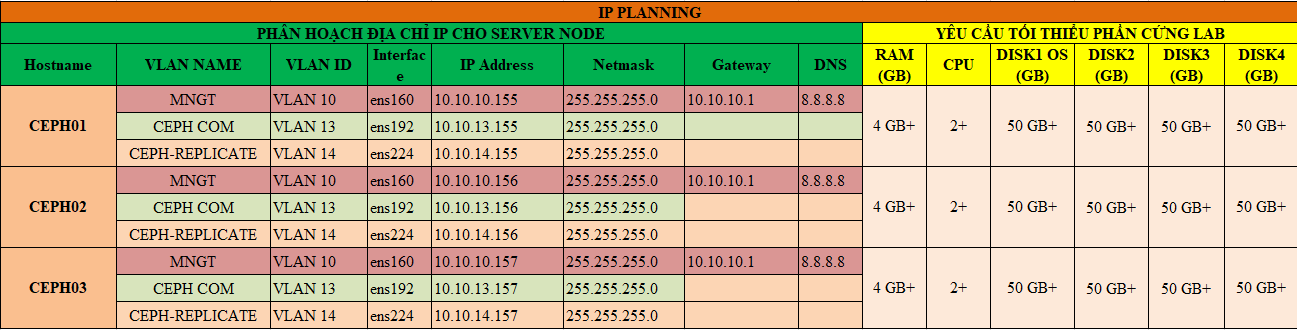 IP PLANNING
PHÂN HOẠCH ĐỊA CHỈ IP CHO SERVER NODE YÊU CẦU TỐI THIỂU PHẦN CỨNG LAB
Hostname VLAN NAME VLAN ID Interfac e IP Address Netmask Gateway DNS RAM (GB) CPU DISK1 OS (GB) DISK2 (GB) DISK3 (GB) DISK4 (GB)
MNGT VLAN 10 ens160 10.10.10.155 255.255.255.0 10.10.10.1 8.8.8.8
CEPH01 CEPH COM VLAN 13 ens192 10.10.13.155 255.255.255.0 4 GB+ 2+ 50 GB+ 50 GB+ 50 GB+ 50 GB+
CEPH-REPLICATE VLAN 14 ens224 10.10.14.155 255.255.255.0
MNGT VLAN 10 ens160 10.10.10.156 255.255.255.0 10.10.10.1 8.8.8.8
CEPH02 CEPH COM VLAN 13 ens192 10.10.13.156 255.255.255.0 4 GB+ 2+ 50 GB+ 50 GB+ 50 GB+ 50 GB+
CEPH-REPLICATE VLAN 14 ens224 10.10.14.156 255.255.255.0
MNGT VLAN 10 ens160 10.10.10.157 255.255.255.0 10.10.10.1 8.8.8.8
CEPH03 CEPH COM VLAN 13 ens192 10.10.13.157 255.255.255.0 4 GB+ 2+ 50 GB+ 50 GB+ 50 GB+ 50 GB+
CEPH-REPLICATE VLAN 14 ens224 10.10.14.157 255.255.255.0